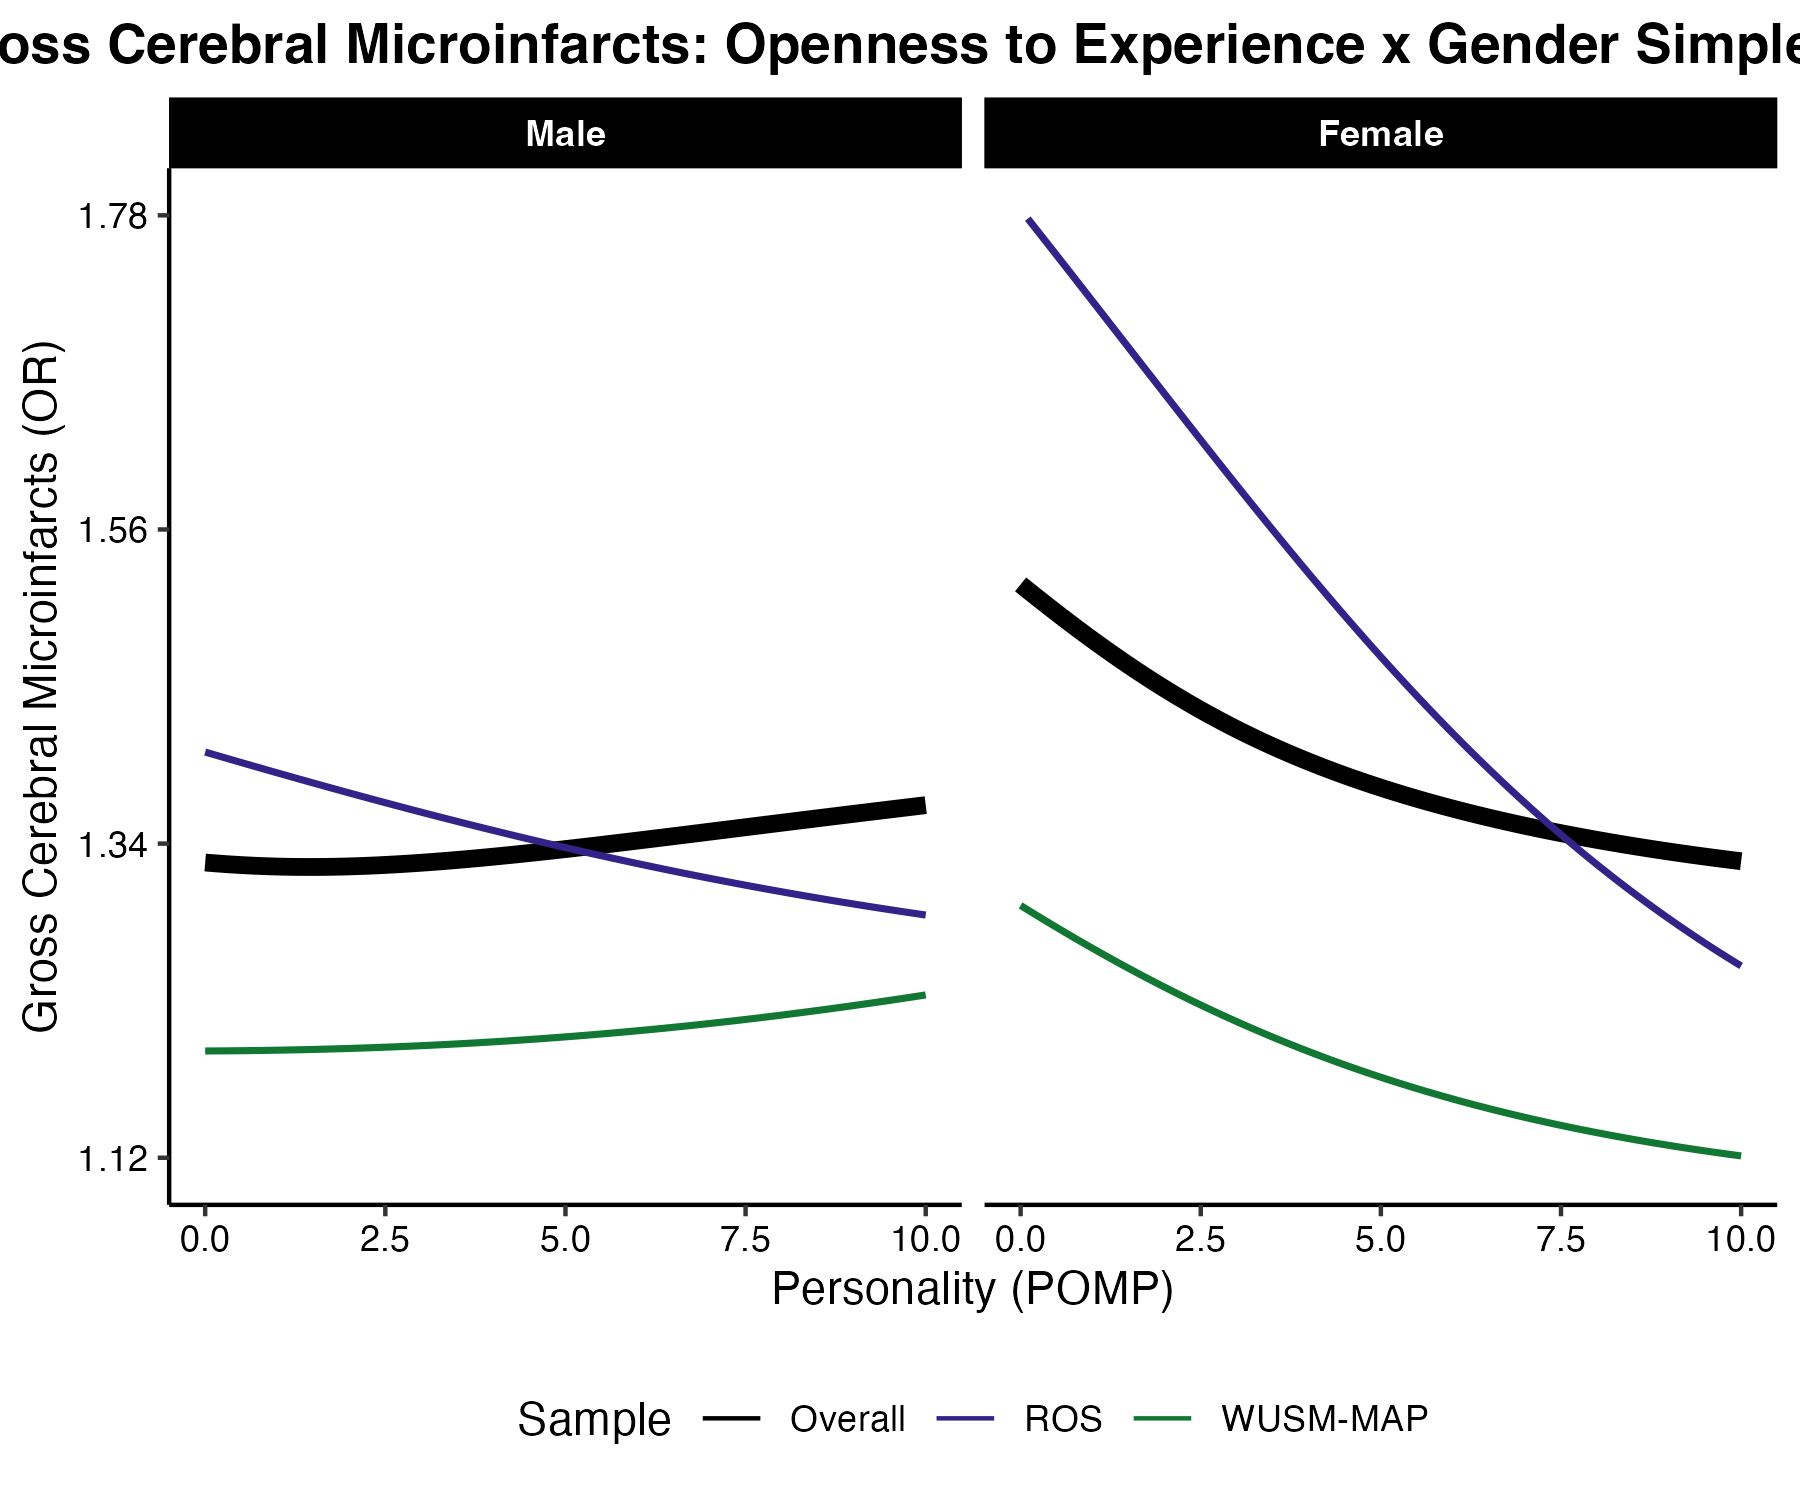 oss Cerebral Microinfarcts: Openness to Experience x Gender Simple
Male Female
Gross Cerebral Microinfarcts (OR)
1.78
1.56
1.34
1.12
0.0 2.5 5.0 7.5 10.0 0.0 2.5 5.0 7.5 10.0
Personality (POMP)
Sample Overall ROS WUSM-MAP